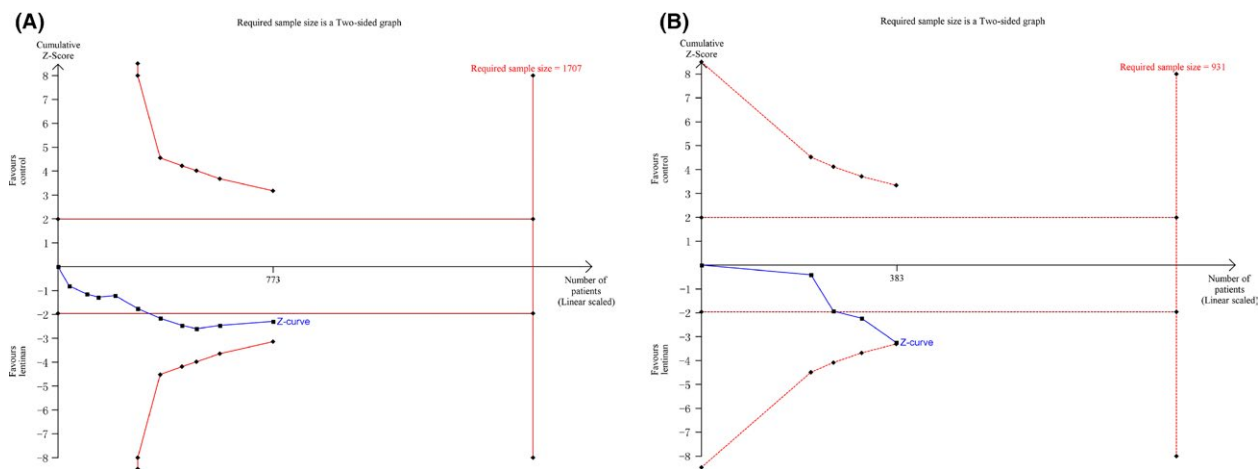 (A)
Required sample size is a Two-sided graph
Cumulative
Z-Score
Required sample size = 1707
8
7
6
5
4
3
2
1
−1
−2
−3
−4
−5
−6
−7
−8
Favours
control
Favours
lentinan
773
Number of
patients
(Linear scaled)
Z-curve
(B)
Required sample size is a Two-sided graph
Cumulative
Z-Score
Required sample size = 931
8
7
6
5
4
3
2
1
−1
−2
−3
−4
−5
−6
−7
−8
Favours
control
Favours
lentinan
383
Number of
patients
(Linear scaled)
Z-curve